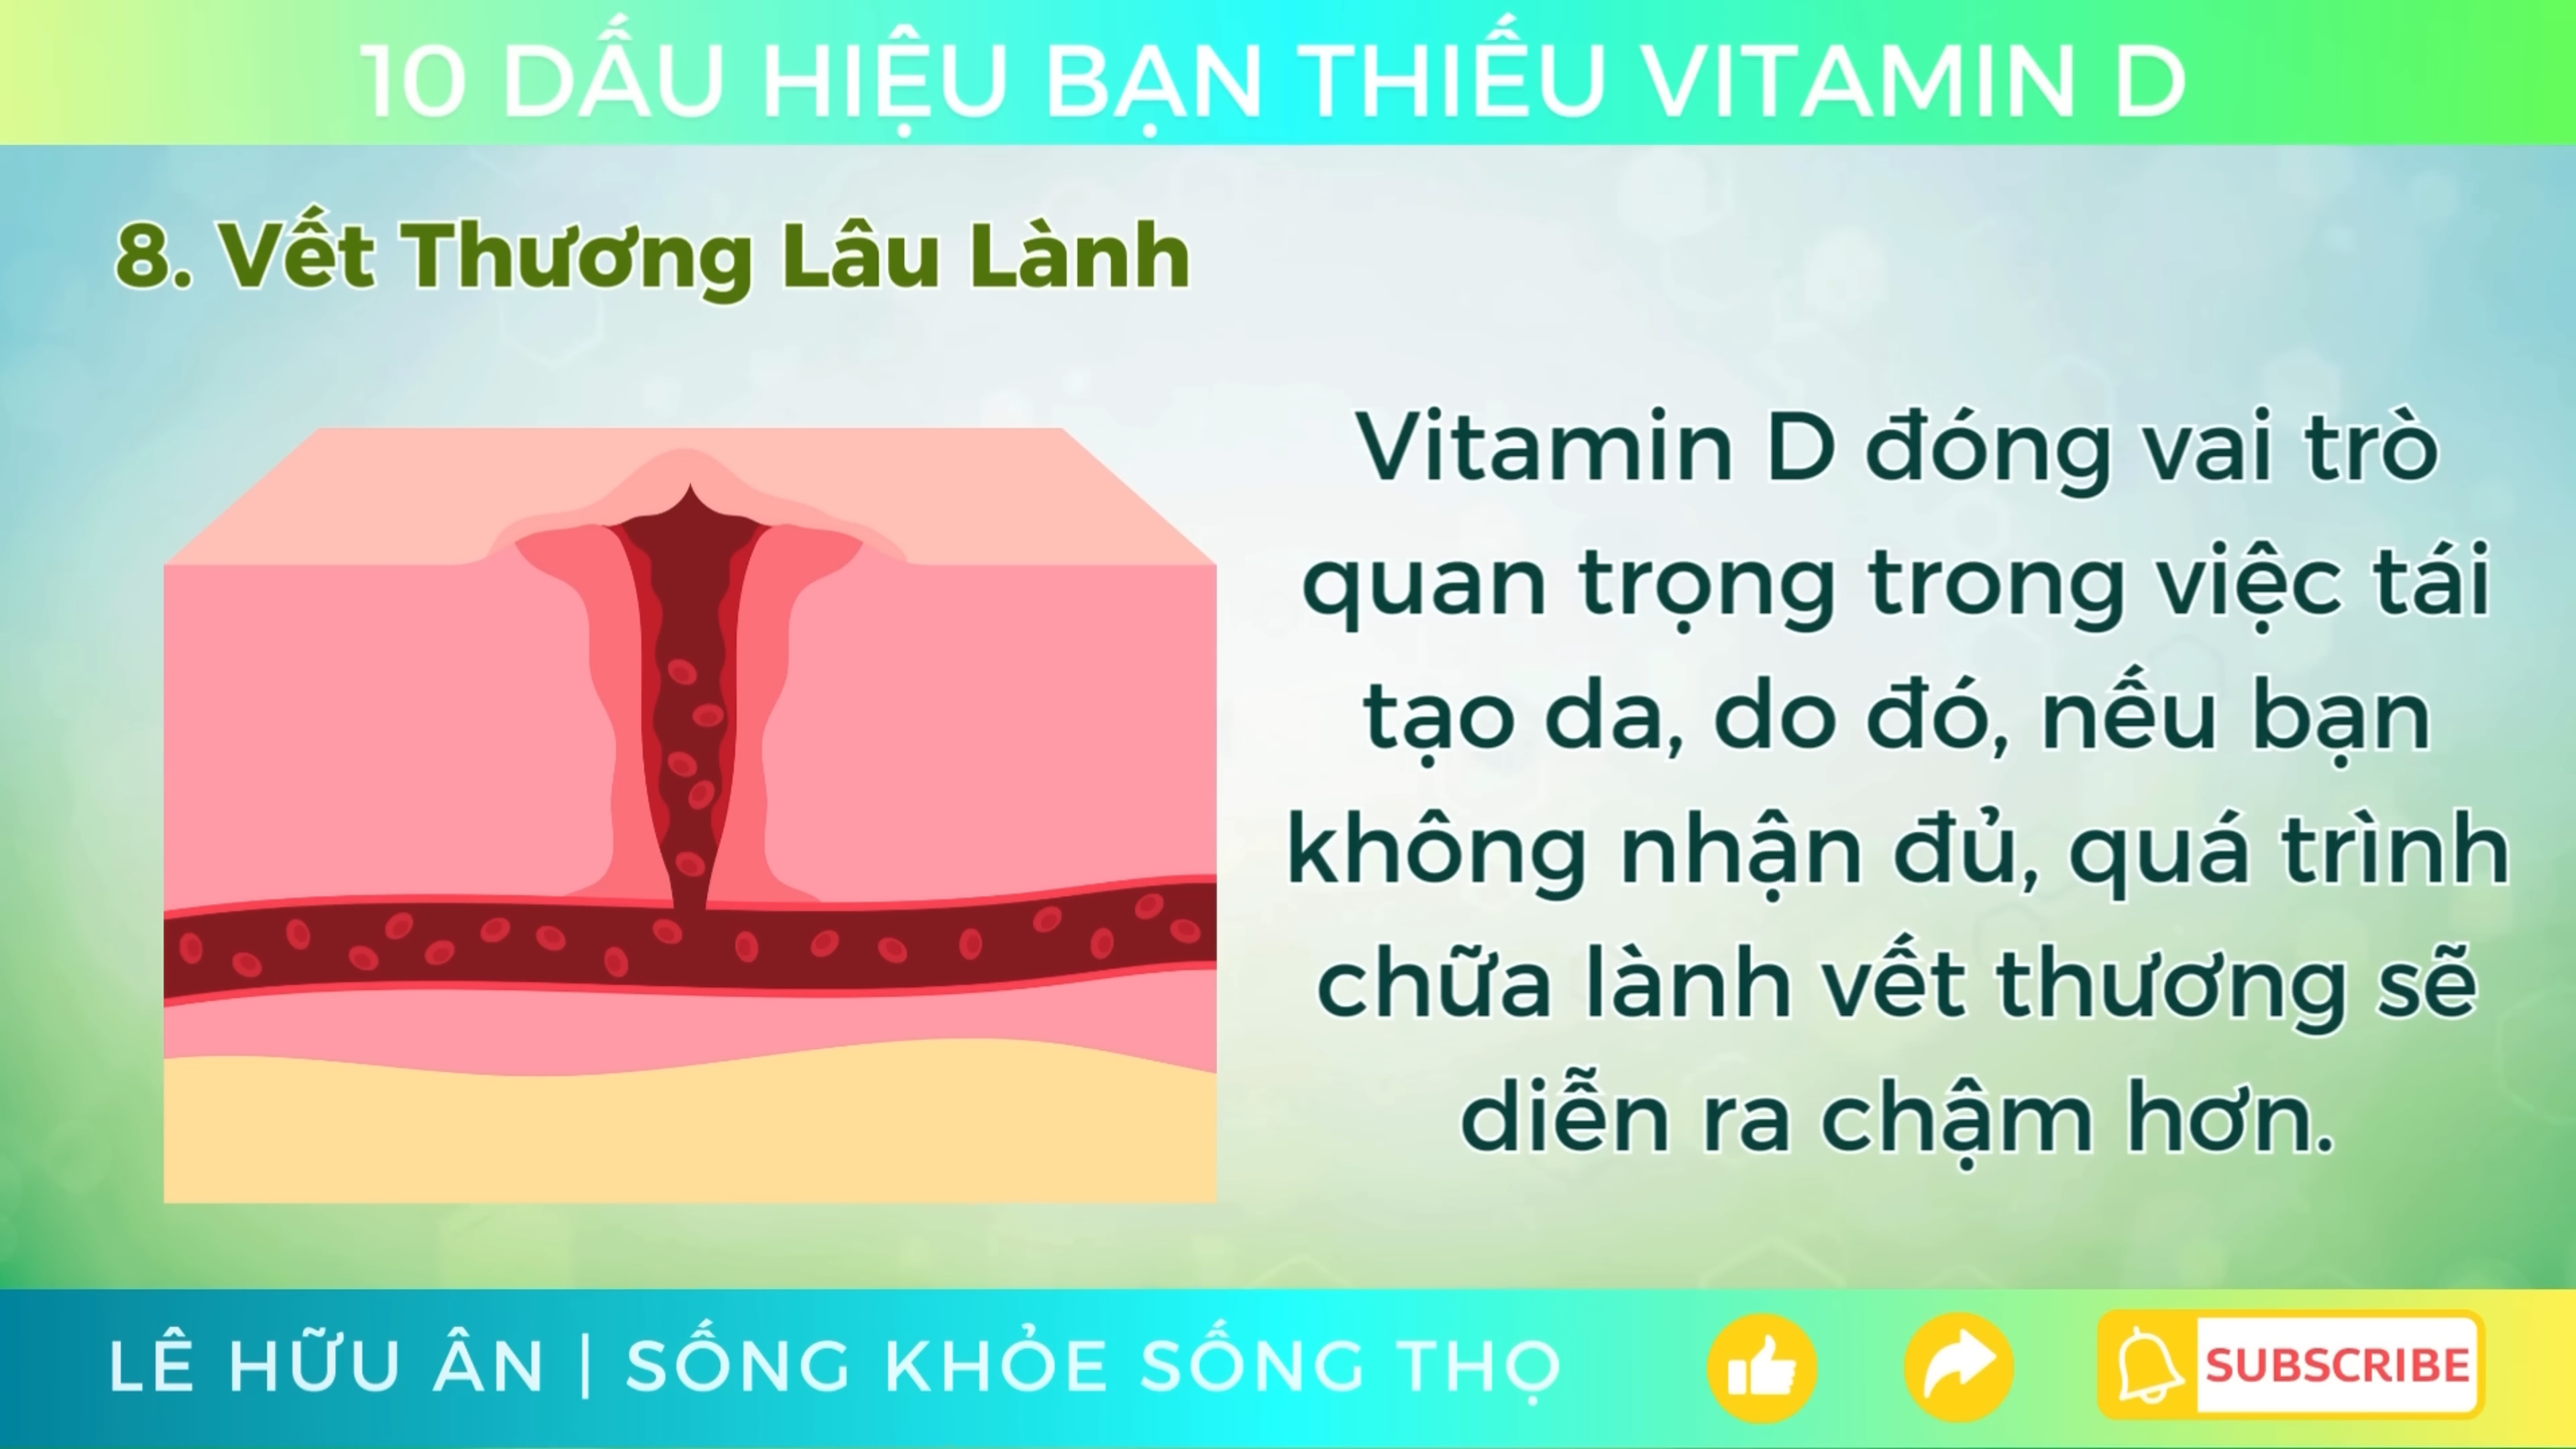 10 DẤU HIỆU BẠN THIẾU VITAMIN D
8. Vết Thương Lâu Lành
Vitamin D đóng vai trò
quan trọng trong việc tái
tạo da, do đó, nếu bạn
không nhận đủ, quá trình
chữa lành vết thương sẽ
diễn ra chậm hơn.
LÊ HỮU ÂN | SỐNG KHỎE SỐNG THỌ
SUBSCRIBE